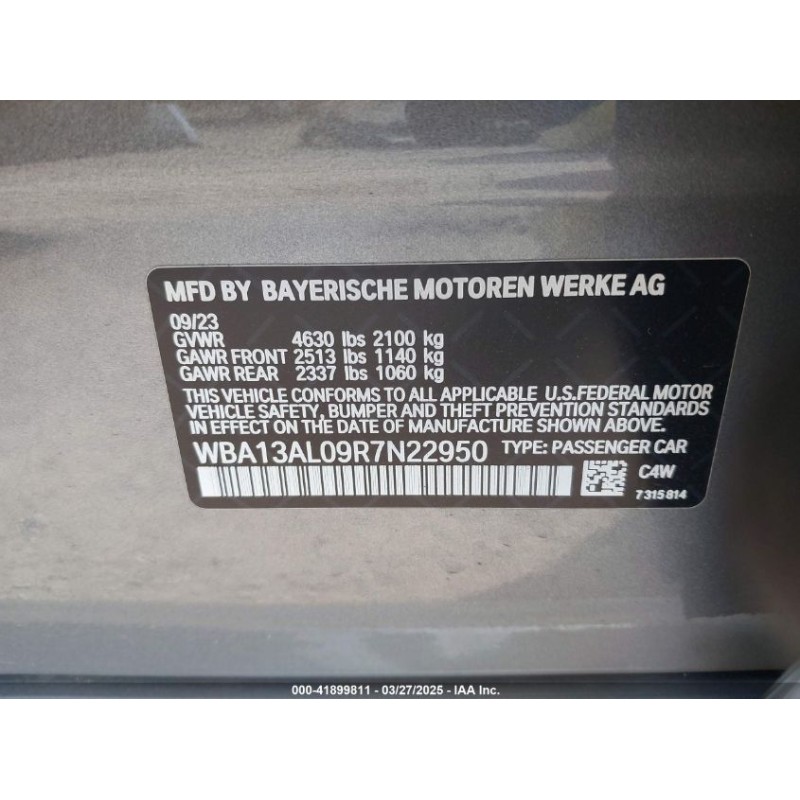 MFD BY BAYERISCHE MOTOREN WERKE AG
09/23
GVWR 4630 lbs 2100 kg
GAWR FRONT 2513 lbs 1140 kg
GAWR REAR 2337 lbs 1060 kg
THIS VEHICLE CONFORMS TO ALL APPLICABLE U.S.FEDERAL MOTOR
VEHICLE SAFETY, BUMPER AND THEFT PREVENTION STANDARDS
IN EFFECT ON THE DATE OF MANUFACTURE SHOWN ABOVE.
WBA13AL09R7N22950 TYPE: PASSENGER CAR
C4W
7315814
000-41899811 - 03/27/2025 - IAA Inc.